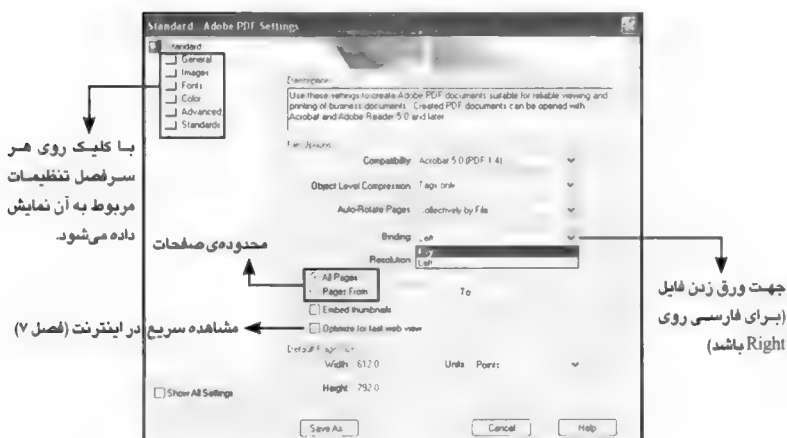 Standard Adobe PDF Settings
Standard
General
Images
Fonts
Color
Advanced
Standards
Description
Use these settings to create Adobe PDF documents suitable for reliable viewing and
printing of business documents. Created PDF documents can be opened with
Acrobat and Adobe Reader 5.0 and later
File Options
Compatibility Acrobat 5.0 (PDF 1.4)
Object Level Compression Tags only
Auto-Rotate Pages Collectively by File
Binding Left
Left
Resolution
All Pages
Pages From To
Embed thumbnails
Optimize for fast web view
Default Page
Width 612.0 Units Points
Height 792.0
Show All Settings
Save As Cancel Help
با کلیک روی هر
سرفصل تنظیمات
مربوط به آن نمایش
داده می‌شود.
محدوده‌ی صفحات
مشاهده سریع در اینترنت (فصل ۷)
جهت ورق زدن فایل
(برای فارسی روی
Right باشد)